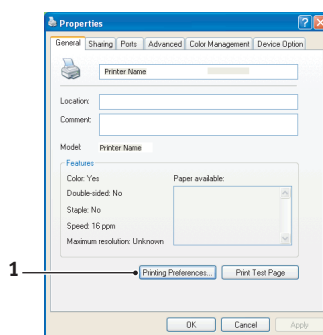 Properties
General Sharing Ports Advanced Color Management Device Option
Printer Name
Location:
Comment:
Model: Printer Name
Features
Color: Yes Paper available:
Double-sided: No
Staple: No
Speed: 16 ppm
Maximum resolution: Unknown
1 Printing Preferences... Print Test Page
OK Cancel Apply